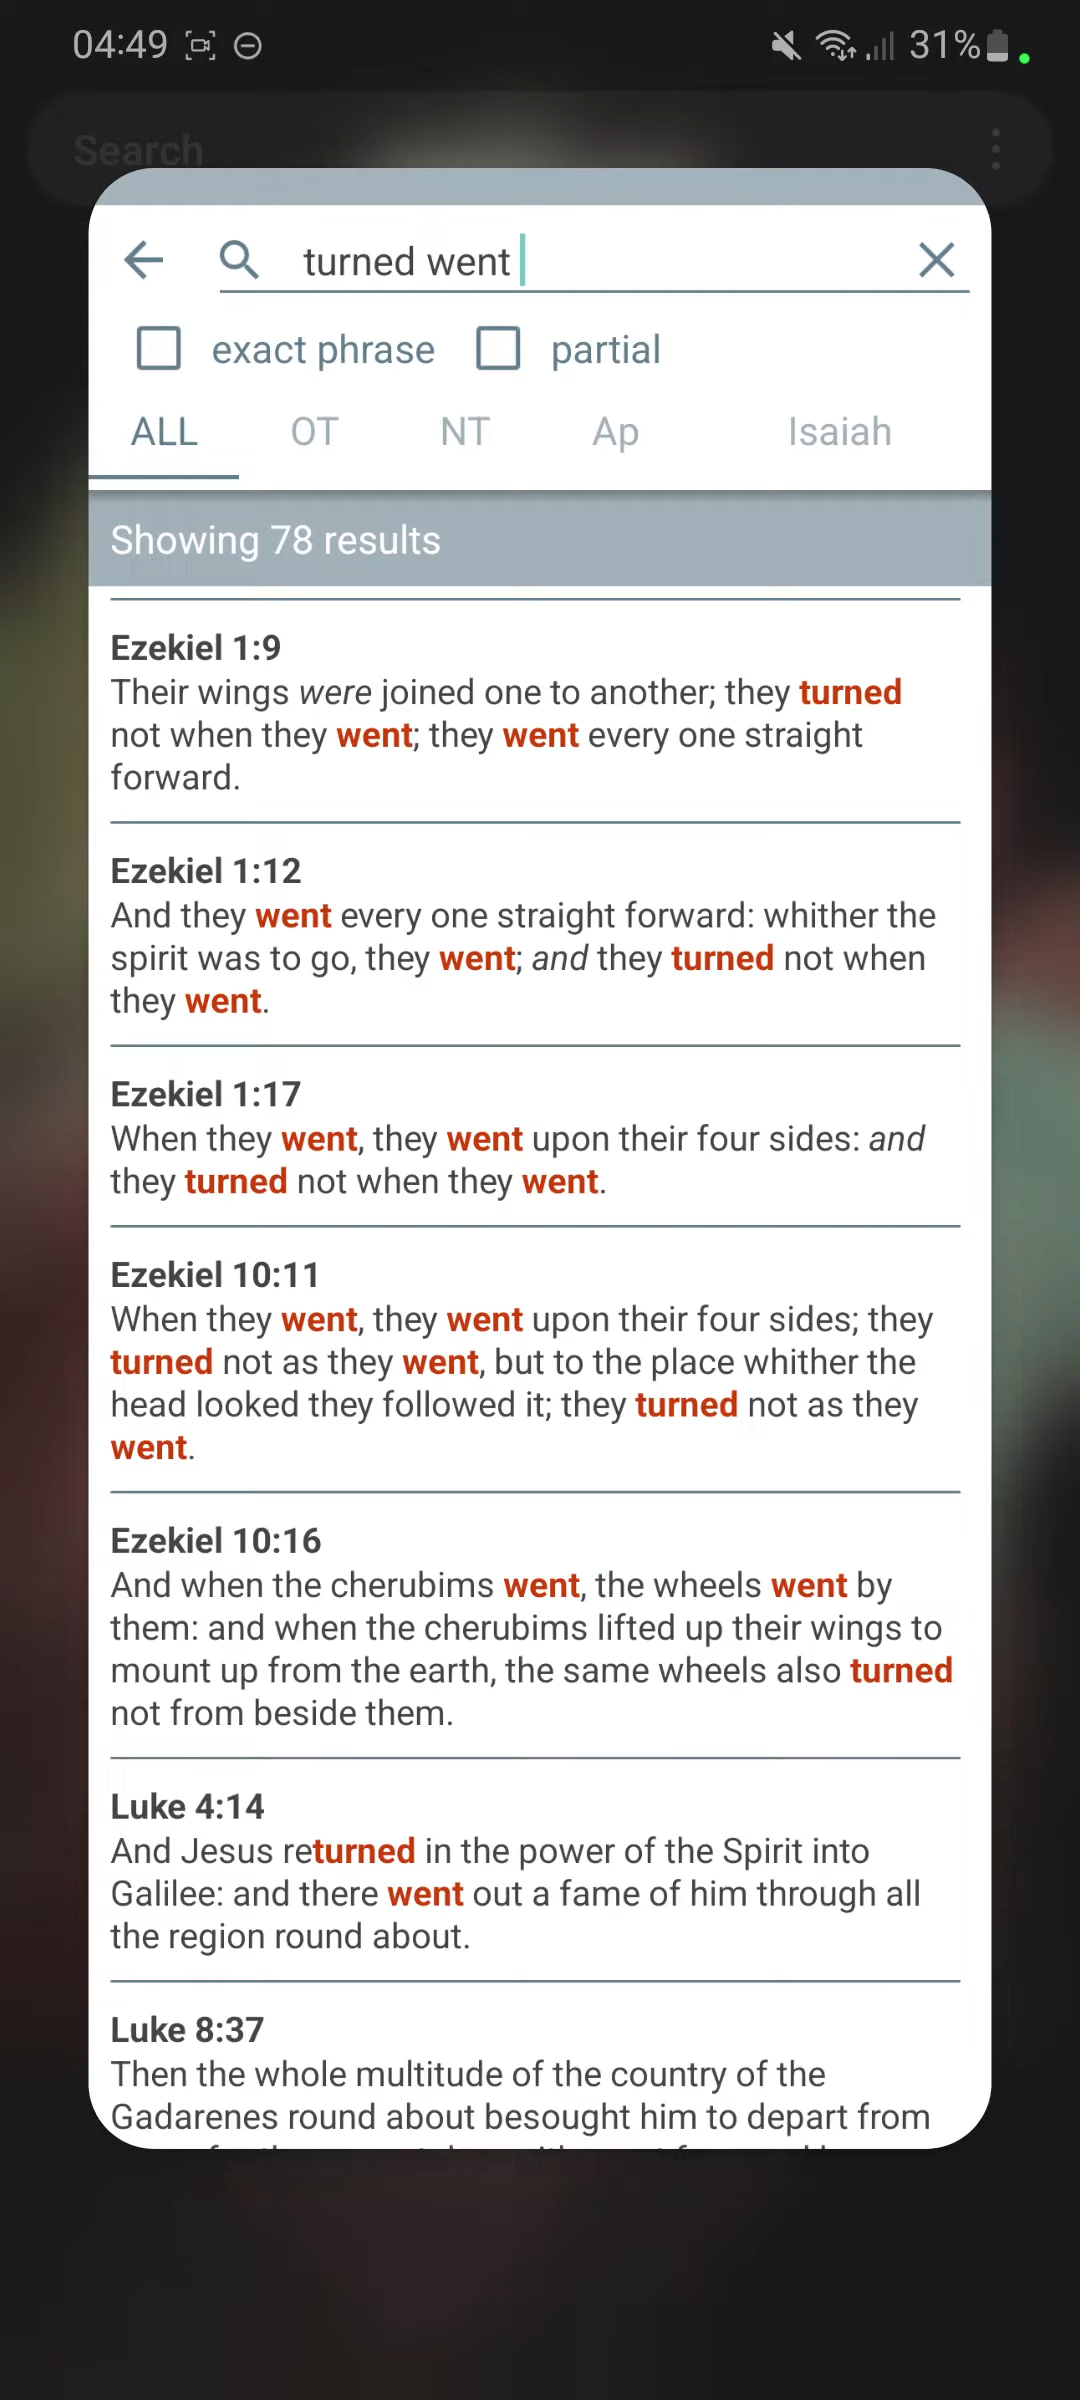 04:49 31%
Search
turned went
exact phrase partial
ALL OT NT Ap Isaiah
Showing 78 results
Ezekiel 1:9
Their wings were joined one to another; they turned
not when they went; they went every one straight
forward.
Ezekiel 1:12
And they went every one straight forward: whither the
spirit was to go, they went; and they turned not when
they went.
Ezekiel 1:17
When they went, they went upon their four sides: and
they turned not when they went.
Ezekiel 10:11
When they went, they went upon their four sides; they
turned not as they went, but to the place whither the
head looked they followed it; they turned not as they
went.
Ezekiel 10:16
And when the cherubims went, the wheels went by
them: and when the cherubims lifted up their wings to
mount up from the earth, the same wheels also turned
not from beside them.
Luke 4:14
And Jesus returned in the power of the Spirit into
Galilee: and there went out a fame of him through all
the region round about.
Luke 8:37
Then the whole multitude of the country of the
Gadarenes round about besought him to depart from